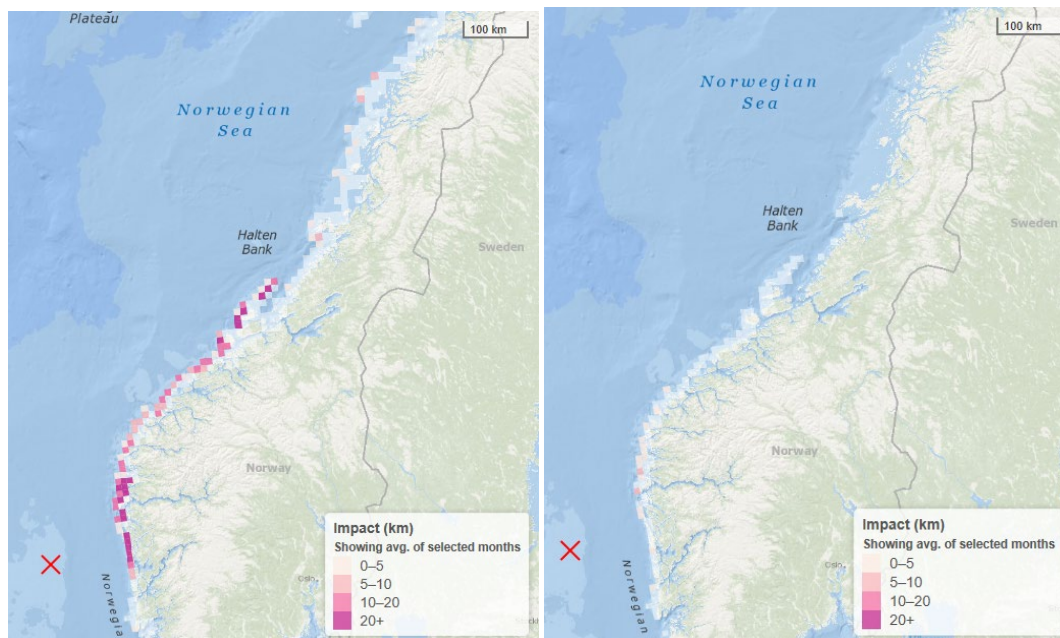 Plateau
100 km
Norwegian
Sea
Halten
Bank
Sweden
Norway
Oslo
Norwegia
Impact (km)
Showing avg. of selected months
0–5
5–10
10–20
20+
100 km
Norwegian
Sea
Halten
Bank
Sweden
Norway
Oslo
Norwegian
Impact (km)
Showing avg. of selected months
0–5
5–10
10–20
20+